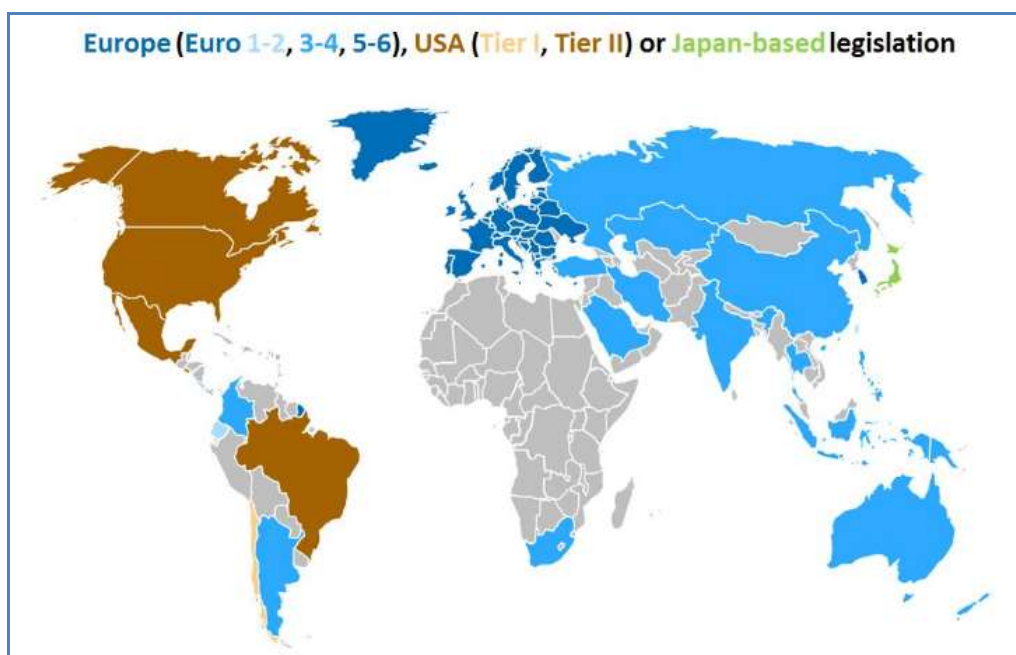 Europe (Euro 1-2, 3-4, 5-6), USA (Tier I, Tier II) or Japan-based legislation